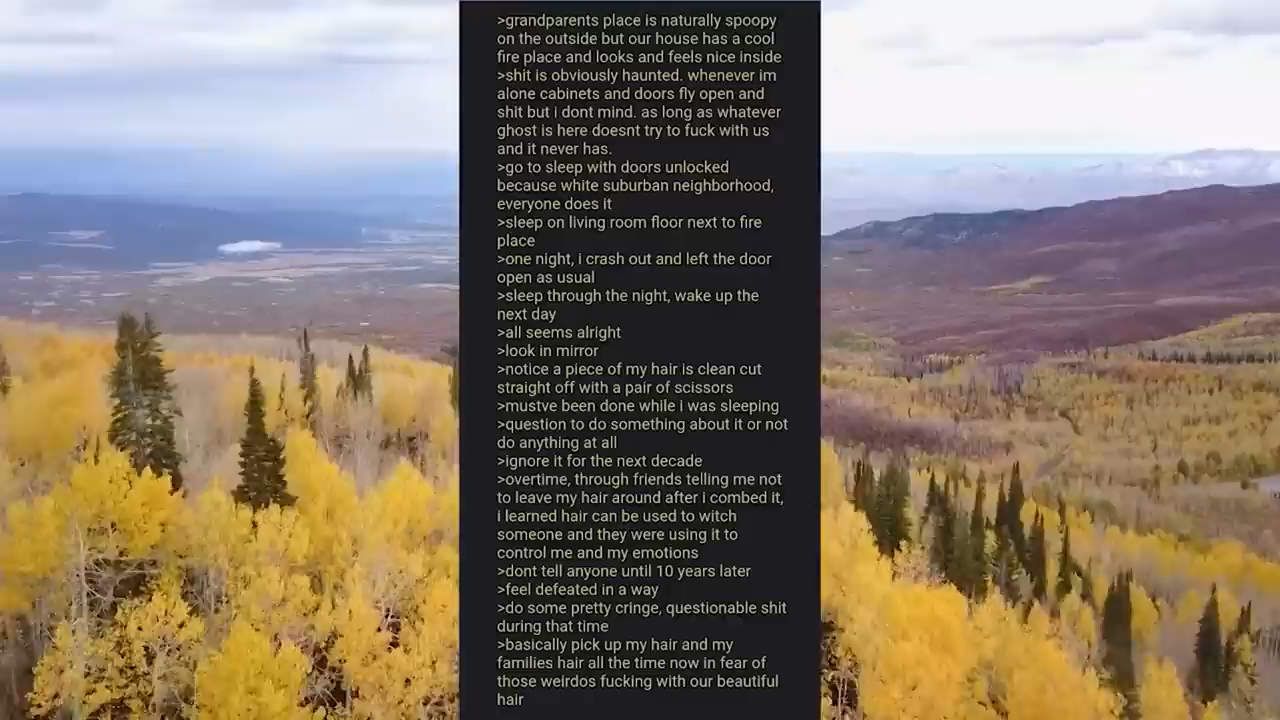 >grandparents place is naturally spoopy
on the outside but our house has a cool
fire place and looks and feels nice inside
>shit is obviously haunted. whenever im
alone cabinets and doors fly open and
shit but i dont mind. as long as whatever
ghost is here doesnt try to fuck with us
and it never has.
>go to sleep with doors unlocked
because white suburban neighborhood,
everyone does it
>sleep on living room floor next to fire
place
>one night, i crash out and left the door
open as usual
>sleep through the night, wake up the
next day
>all seems alright
>look in mirror
>notice a piece of my hair is clean cut
straight off with a pair of scissors
>mustve been done while i was sleeping
>question to do something about it or not
do anything at all
>ignore it for the next decade
>overtime, through friends telling me not
to leave my hair around after i combed it,
i learned hair can be used to witch
someone and they were using it to
control me and my emotions
>dont tell anyone until 10 years later
>feel defeated in a way
>do some pretty cringe, questionable shit
during that time
>basically pick up my hair and my
families hair all the time now in fear of
those weirdos fucking with our beautiful
hair